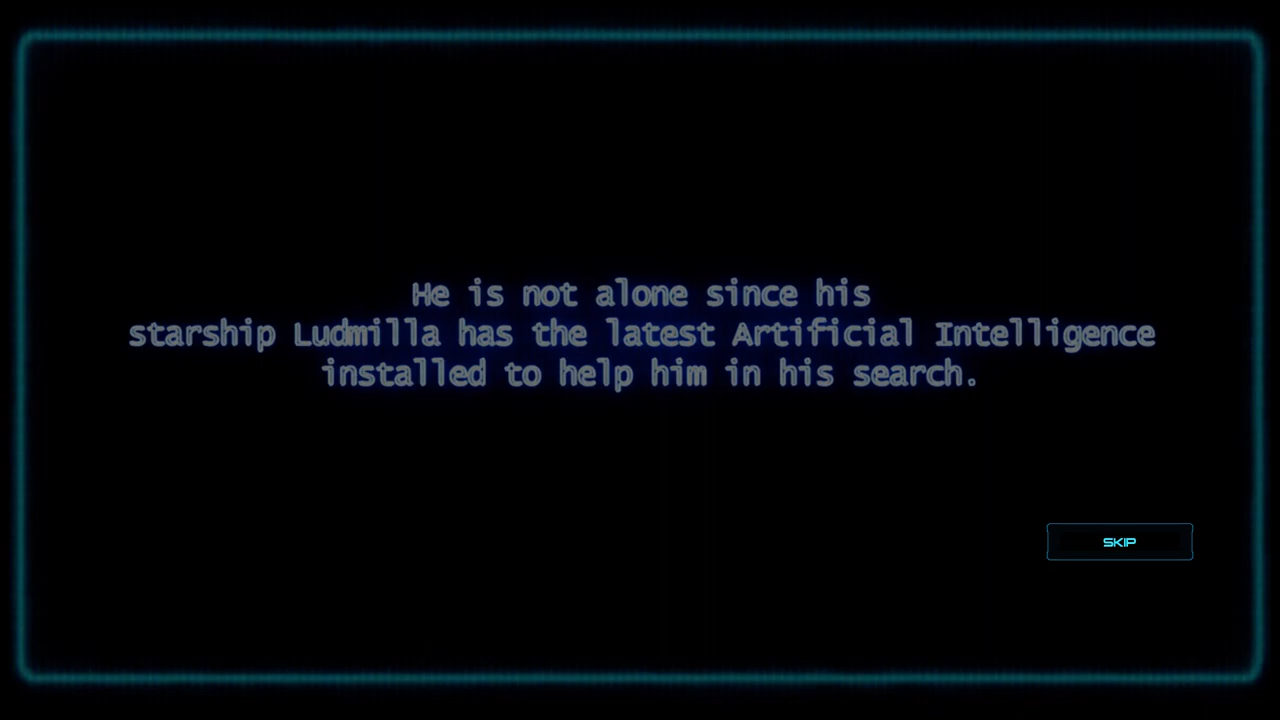 He is not alone since his
starship Ludmilla has the latest Artificial Intelligence
installed to help him in his search.
SKIP